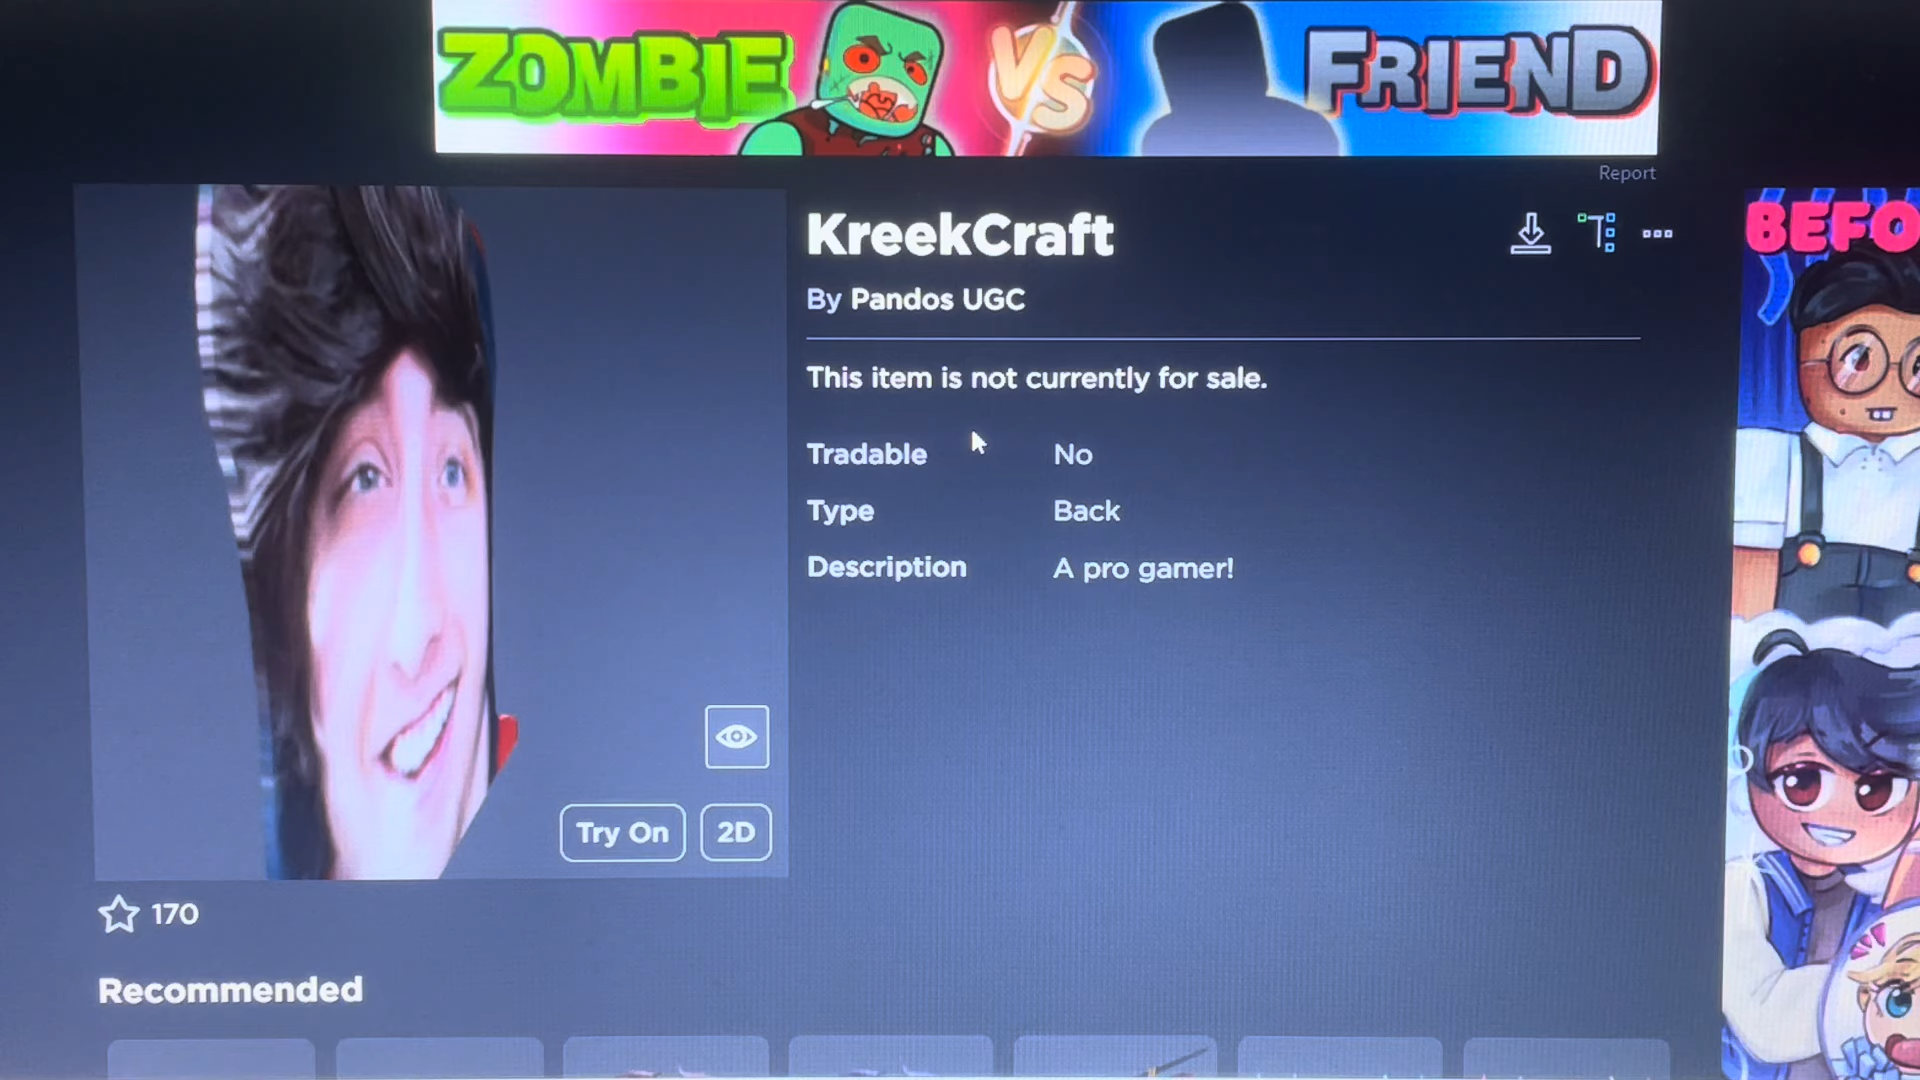 ZOMBIE VS FRIEND
Report
KreekCraft
By Pandos UGC
This item is not currently for sale.
Tradable No
Type Back
Description A pro gamer!
Try On 2D
170
Recommended
BEFO